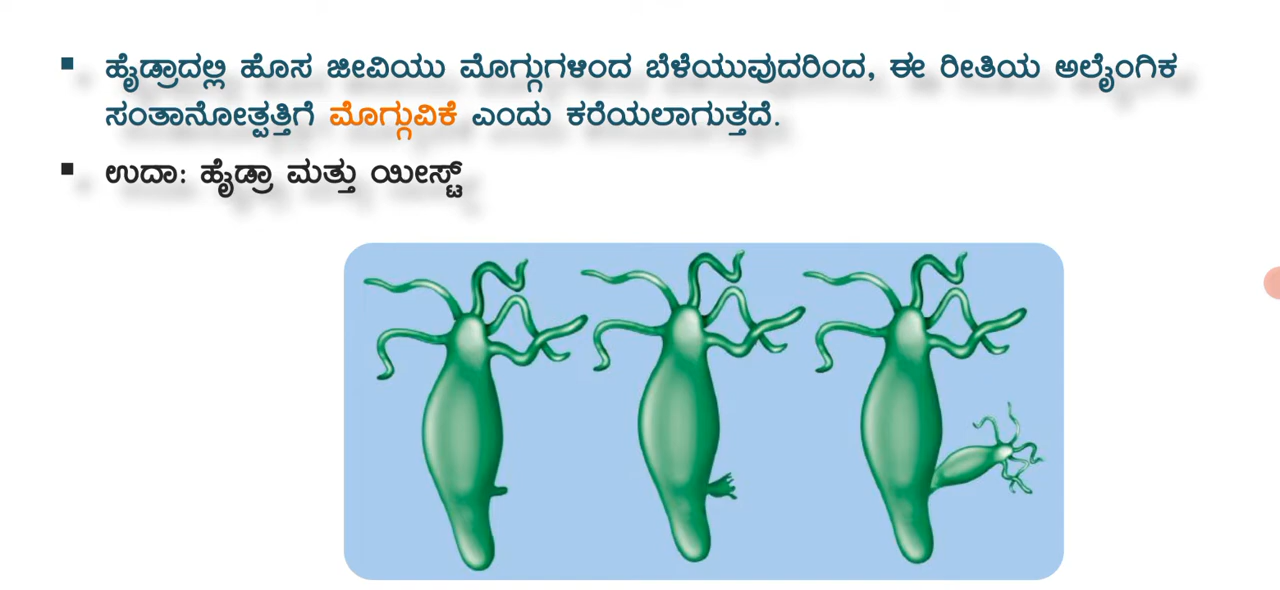 ▪ ಹೈಡ್ರಾದಲ್ಲಿ ಹೊಸ ಜೀವಿಯು ಮೊಗ್ಗುಗಳಿಂದ ಬೆಳೆಯುವುದರಿಂದ, ಈ ರೀತಿಯ ಅಲೈಂಗಿಕ
ಸಂತಾನೋತ್ಪತ್ತಿಗೆ ಮೊಗ್ಗುವಿಕೆ ಎಂದು ಕರೆಯಲಾಗುತ್ತದೆ.
▪ ಉದಾ: ಹೈಡ್ರಾ ಮತ್ತು ಯೀಸ್ಟ್